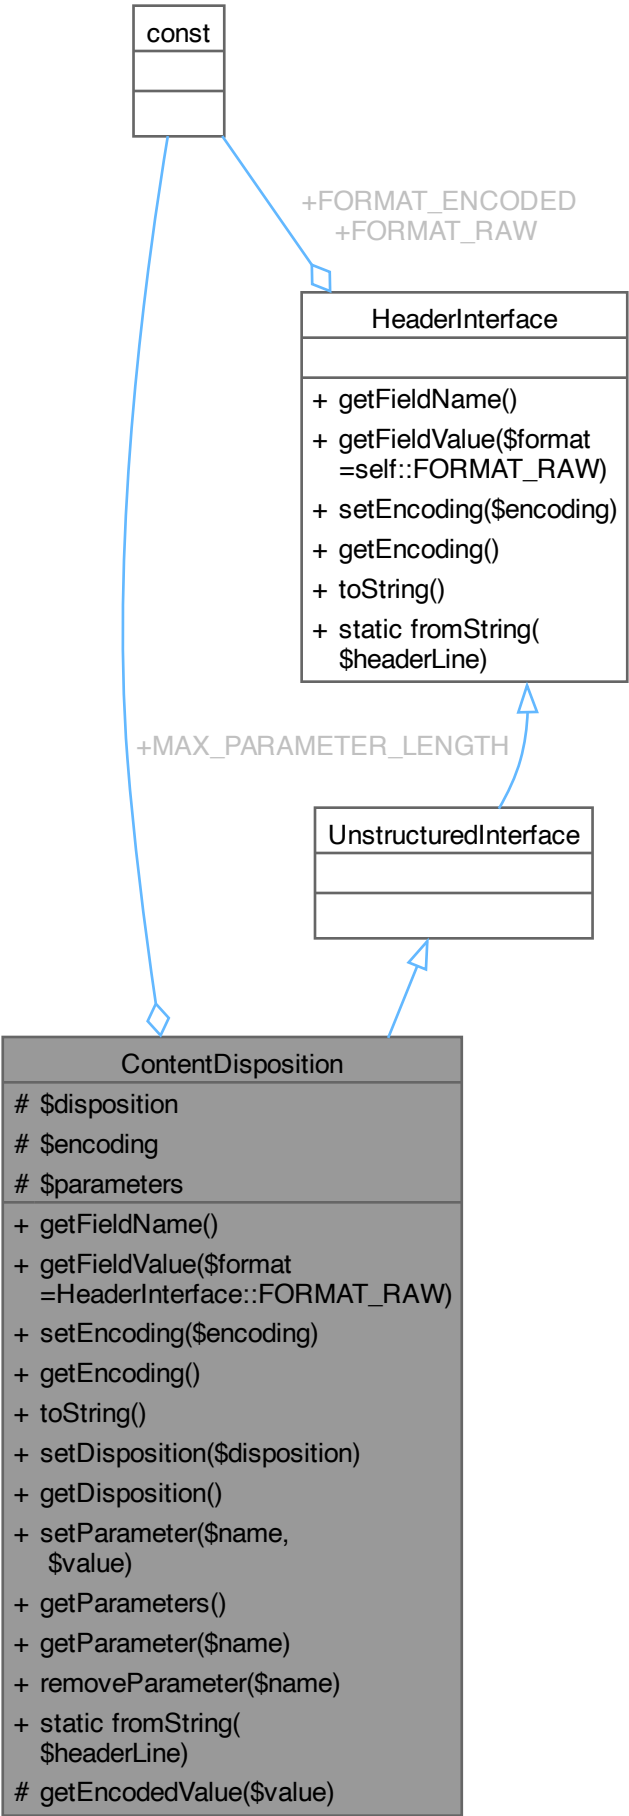 const
+FORMAT_ENCODED
+FORMAT_RAW
HeaderInterface
+ getFieldName()
+ getFieldValue($format
=self::FORMAT_RAW)
+ setEncoding($encoding)
+ getEncoding()
+ toString()
+ static fromString(
$headerLine)
+MAX_PARAMETER_LENGTH
UnstructuredInterface
ContentDisposition
# $disposition
# $encoding
# $parameters
+ getFieldName()
+ getFieldValue($format
=HeaderInterface::FORMAT_RAW)
+ setEncoding($encoding)
+ getEncoding()
+ toString()
+ setDisposition($disposition)
+ getDisposition()
+ setParameter($name,
$value)
+ getParameters()
+ getParameter($name)
+ removeParameter($name)
+ static fromString(
$headerLine)
# getEncodedValue($value)